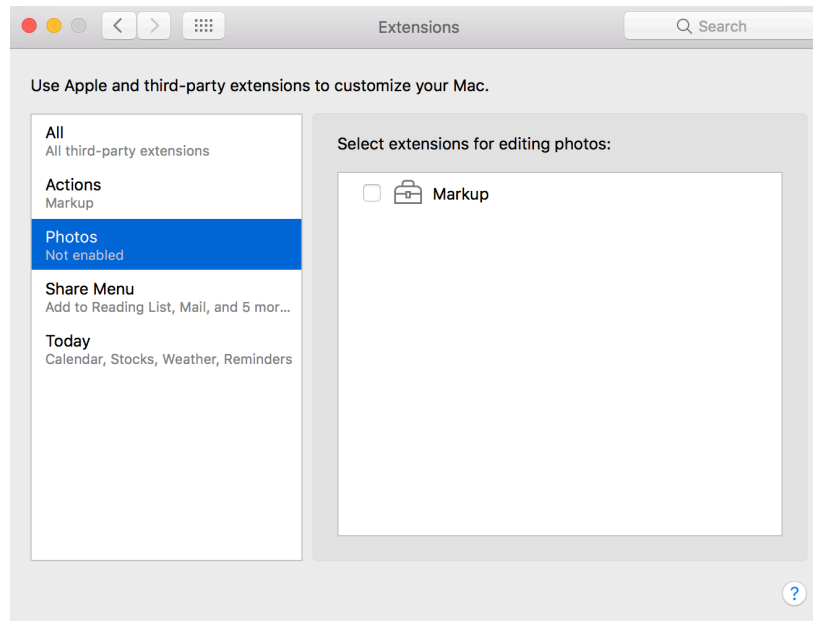 Extensions
Search
Use Apple and third-party extensions to customize your Mac.
All
All third-party extensions
Actions
Markup
Photos
Not enabled
Share Menu
Add to Reading List, Mail, and 5 mor...
Today
Calendar, Stocks, Weather, Reminders
Select extensions for editing photos:
Markup
?